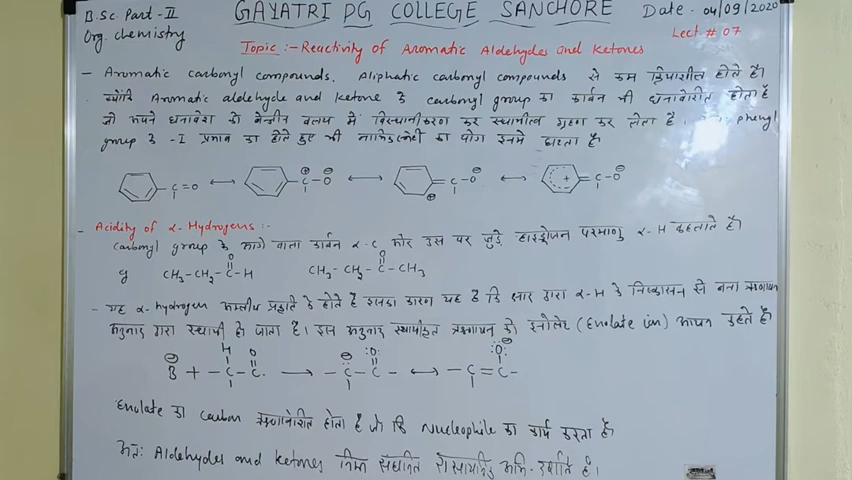 B.Sc. Part-II
Org. Chemistry
GAYATRI PG COLLEGE SANCHORE
Date - 04/09/2020
Lect # 07
Topic :- Reactivity of Aromatic Aldehydes and Ketones
- Aromatic carbonyl compounds, Aliphatic carbonyl compounds से कम क्रियाशील होते है।
क्योंकि Aromatic aldehyde and ketone के carbonyl group का कार्बन भी धनावेशित होता है
जो अपने धनावेश को बेन्जीन वलय में विस्थानीकरण कर स्थायीत्व ग्रहण कर लेता है। phenyl
group के -I प्रभाव का होते हुए भी नाभिकस्नेही का योग इनमे घटता है।
C=O ↔ C-O ↔ =C-O ↔ =C-O
- Acidity of α-Hydrogens :-
Carbonyl group के वाला कार्बन α-C और उस पर जुड़े हाइड्रोजन परमाणु α-H कहलाते है।
eg CH₃-CH₂-C(=O)-H CH₃-CH₂-C(=O)-CH₃
- यह α-hydrogen अम्लीय प्रकृति के होते है इसका कारण यह है कि क्षार द्वारा α-H के निष्कासन से बना ऋणायन
अनुनाद द्वारा स्थायी हो जाता है। इस अनुनाद स्थायीकृत ऋणायन को इनोलेट (Enolate ion) आयन कहते है।
B⊖ + -C(H)-C(=O). → -C⊖-C(=O)- ↔ -C=C(-O⊖)-
Enolate का carbon ऋणावेशित होता है जो कि Nucleophile का कार्य करता है।
अतः Aldehydes and ketones निम्न संघनित रासायनिक अभि. दर्शाते है।